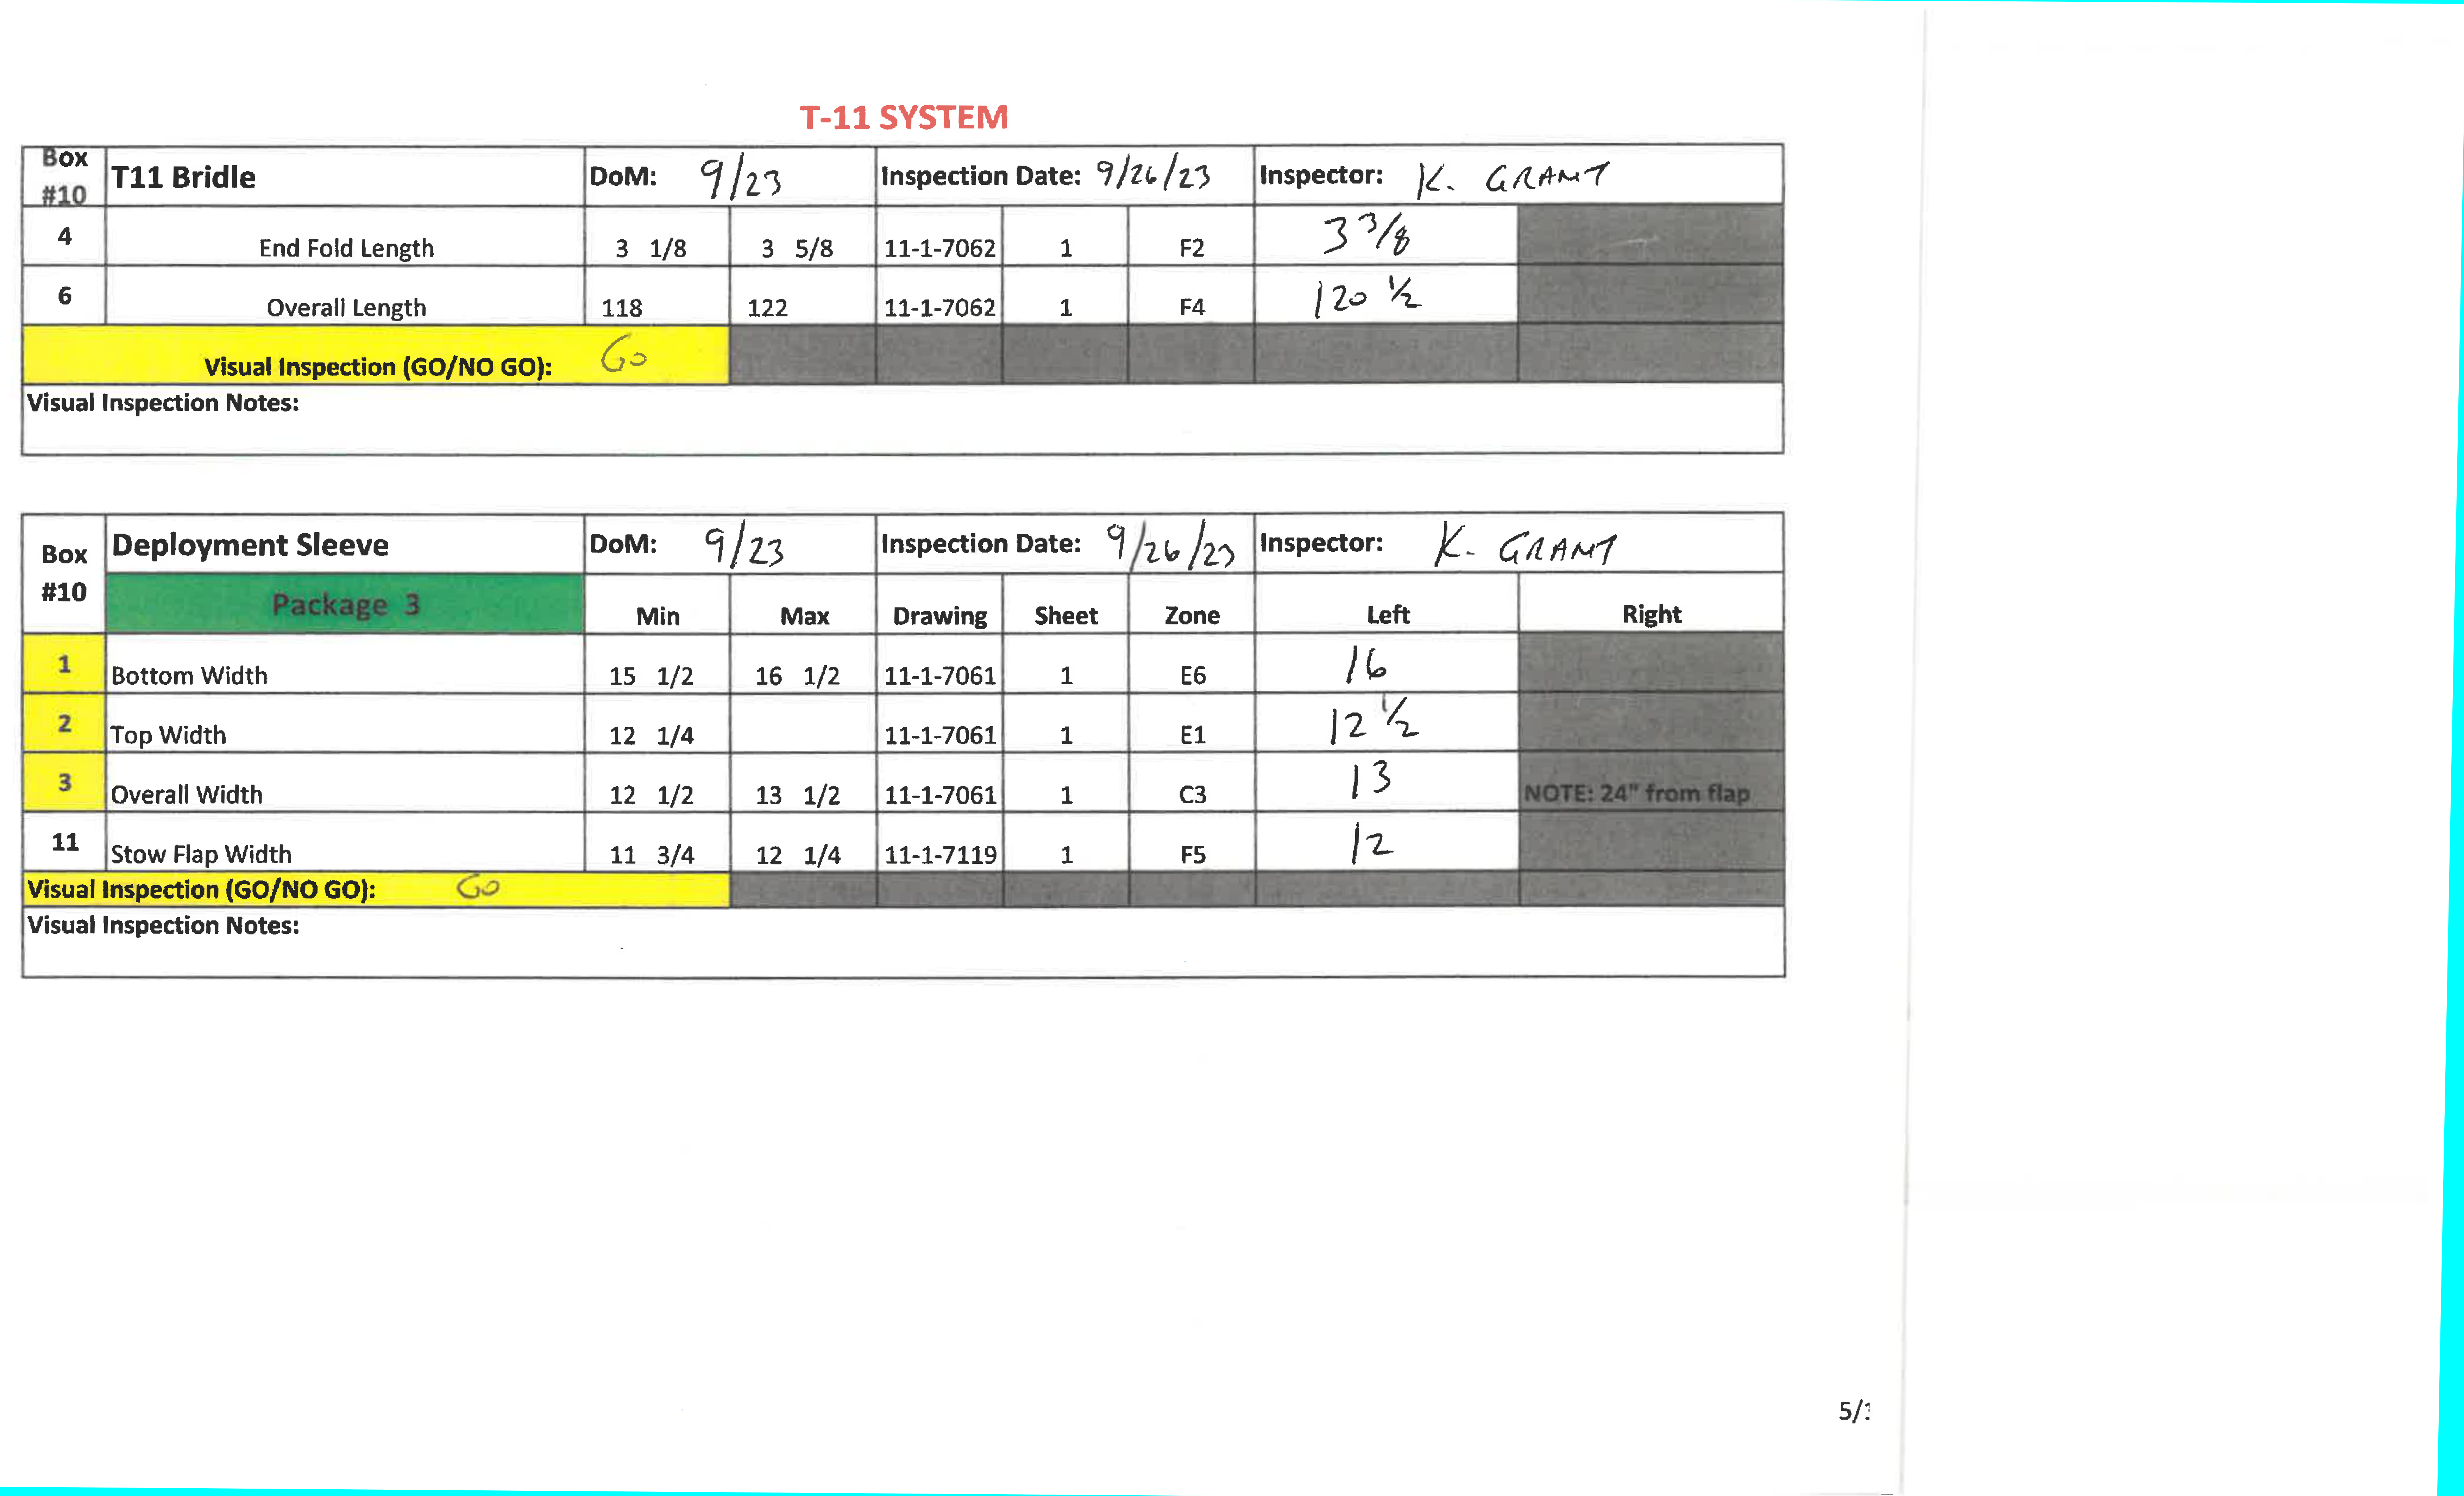 T-11 SYSTEM
Box #10 T11 Bridle DoM: 9/23 Inspection Date: 9/26/23 Inspector: K. GRANT
4 End Fold Length 3 1/8 3 5/8 11-1-7062 1 F2 3 3/8
6 Overall Length 118 122 11-1-7062 1 F4 120 1/2
Visual Inspection (GO/NO GO): GO
Visual Inspection Notes:
Box #10 Deployment Sleeve DoM: 9/23 Inspection Date: 9/26/23 Inspector: K. GRANT
Package 3 Min Max Drawing Sheet Zone Left Right
1 Bottom Width 15 1/2 16 1/2 11-1-7061 1 E6 16
2 Top Width 12 1/4 11-1-7061 1 E1 12 1/2
3 Overall Width 12 1/2 13 1/2 11-1-7061 1 C3 13 NOTE: 24" from flap
11 Stow Flap Width 11 3/4 12 1/4 11-1-7119 1 F5 12
Visual Inspection (GO/NO GO): GO
Visual Inspection Notes:
5/